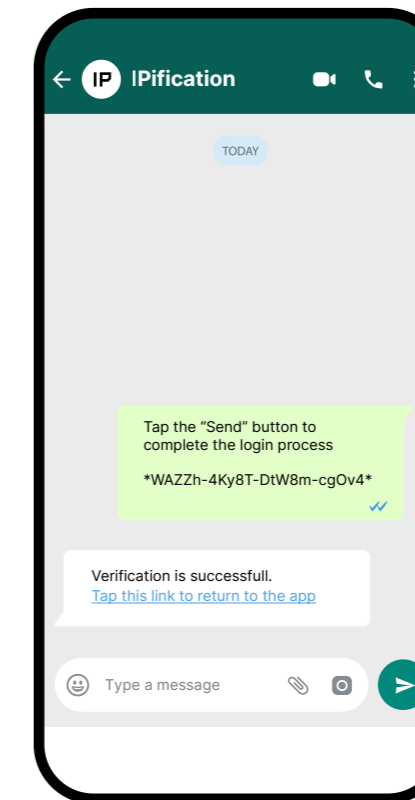 IP IPification
TODAY
Tap the “Send” button to
complete the login process
*WAZZh-4Ky8T-DtW8m-cgOv4*
Verification is successfull.
Tap this link to return to the app
Type a message